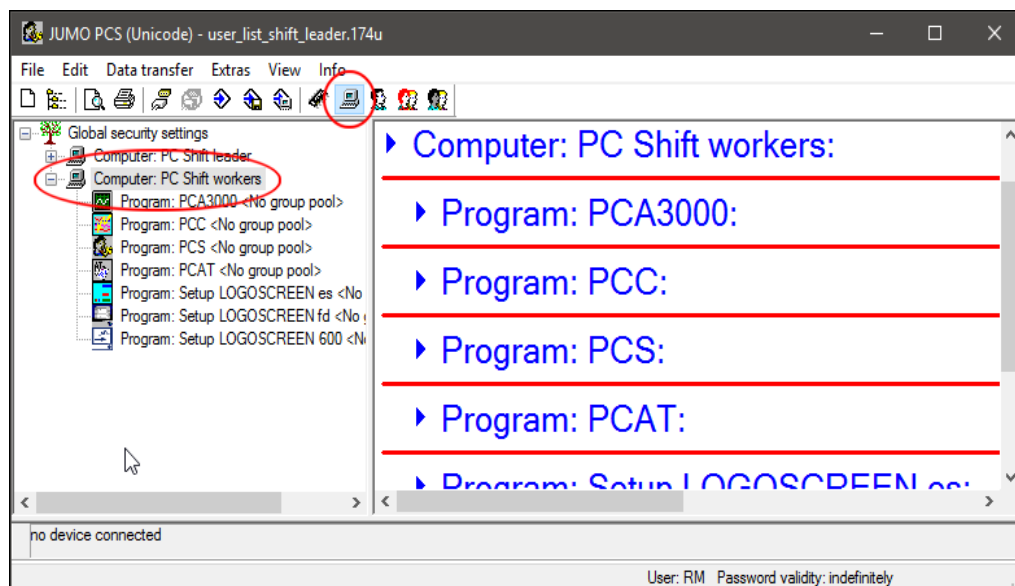 JUMO PCS (Unicode) - user_list_shift_leader.174u
File Edit Data transfer Extras View Info
Global security settings
Computer: PC Shift leader
Computer: PC Shift workers
Program: PCA3000 <No group pool>
Program: PCC <No group pool>
Program: PCS <No group pool>
Program: PCAT <No group pool>
Program: Setup LOGOSCREEN es <No
Program: Setup LOGOSCREEN fd <No g
Program: Setup LOGOSCREEN 600 <N
Computer: PC Shift workers:
Program: PCA3000:
Program: PCC:
Program: PCS:
Program: PCAT:
Program: Setup LOGOSCREEN es:
no device connected
User: RM Password validity: indefinitely